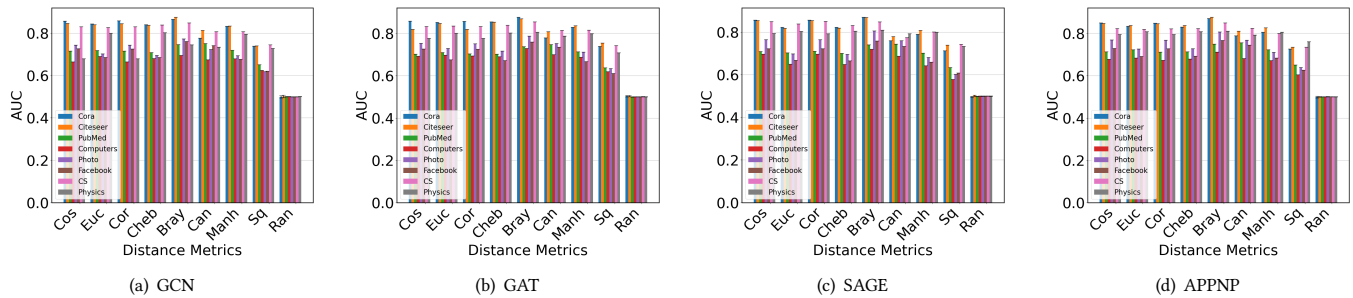 0.8
0.6
0.4
0.2
0.0
AUC
Cora
Citeseer
PubMed
Computers
Photo
Facebook
CS
Physics
Cos
Euc
Cor
Cheb
Bray
Can
Manh
Sq
Ran
Distance Metrics
(a) GCN
0.8
0.6
0.4
0.2
0.0
AUC
Cora
Citeseer
PubMed
Computers
Photo
Facebook
CS
Physics
Cos
Euc
Cor
Cheb
Bray
Can
Manh
Sq
Ran
Distance Metrics
(b) GAT
0.8
0.6
0.4
0.2
0.0
AUC
Cora
Citeseer
PubMed
Computers
Photo
Facebook
CS
Physics
Cos
Euc
Cor
Cheb
Bray
Can
Manh
Sq
Ran
Distance Metrics
(c) SAGE
0.8
0.6
0.4
0.2
0.0
AUC
Cora
Citeseer
PubMed
Computers
Photo
Facebook
CS
Physics
Cos
Euc
Cor
Cheb
Bray
Can
Manh
Sq
Ran
Distance Metrics
(d) APPNP